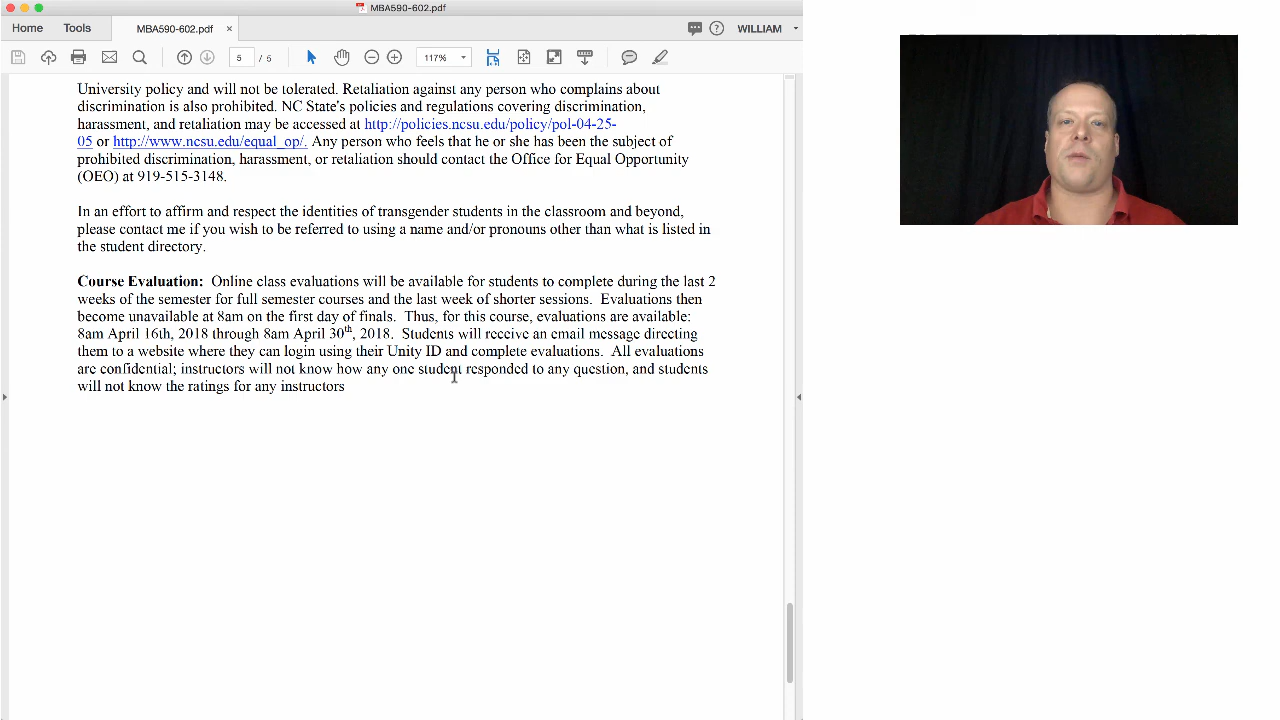 MBA590-602.pdf
Home Tools MBA590-602.pdf × WILLIAM
5 / 5 117%
University policy and will not be tolerated. Retaliation against any person who complains about
discrimination is also prohibited. NC State's policies and regulations covering discrimination,
harassment, and retaliation may be accessed at http://policies.ncsu.edu/policy/pol-04-25-
05 or http://www.ncsu.edu/equal_op/. Any person who feels that he or she has been the subject of
prohibited discrimination, harassment, or retaliation should contact the Office for Equal Opportunity
(OEO) at 919-515-3148.
In an effort to affirm and respect the identities of transgender students in the classroom and beyond,
please contact me if you wish to be referred to using a name and/or pronouns other than what is listed in
the student directory.
Course Evaluation: Online class evaluations will be available for students to complete during the last 2
weeks of the semester for full semester courses and the last week of shorter sessions. Evaluations then
become unavailable at 8am on the first day of finals. Thus, for this course, evaluations are available:
8am April 16th, 2018 through 8am April 30th, 2018. Students will receive an email message directing
them to a website where they can login using their Unity ID and complete evaluations. All evaluations
are confidential; instructors will not know how any one student responded to any question, and students
will not know the ratings for any instructors